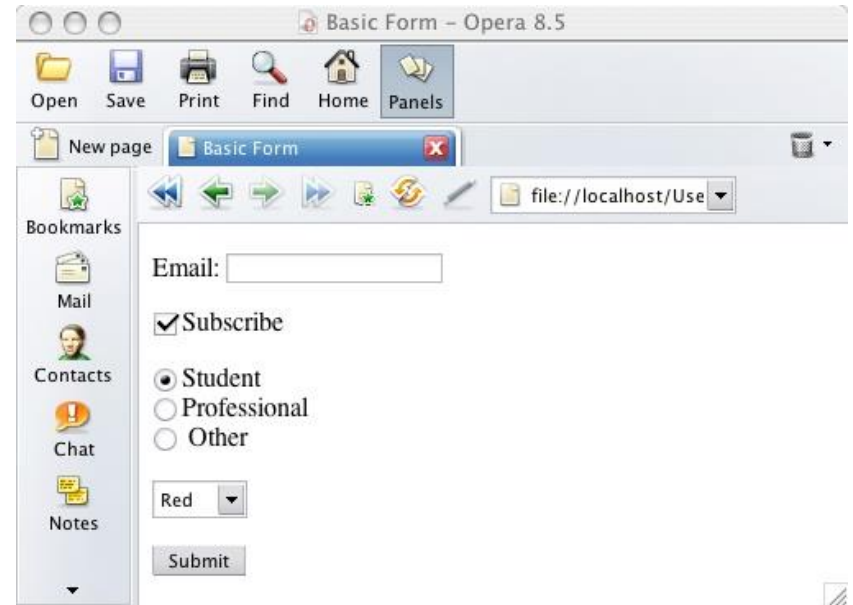 Basic Form – Opera 8.5
Open Save Print Find Home Panels
New page Basic Form
file://localhost/Use
Bookmarks
Mail
Contacts
Chat
Notes
Email:
Subscribe
Student
Professional
Other
Red
Submit